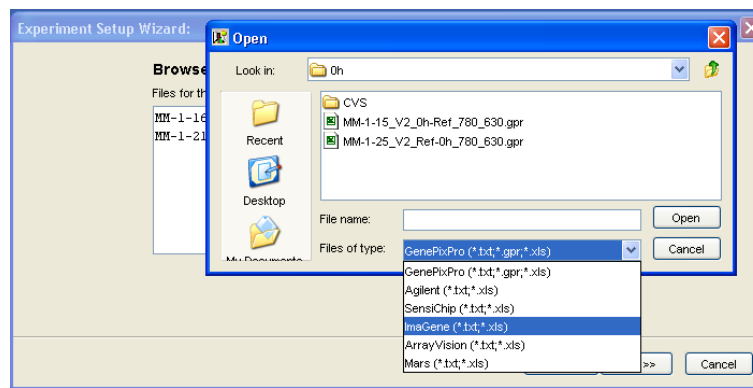 Experiment Setup Wizard:
Open
Browse
Files for th
MM-1-16
MM-1-21
Look in:
0h
Recent
Desktop
My Documents
CVS
MM-1-15_V2_0h-Ref_780_630.gpr
MM-1-25_V2_Ref-0h_780_630.gpr
File name:
Open
Files of type:
GenePixPro (*.txt;*.gpr;*.xls)
Cancel
GenePixPro (*.txt;*.gpr;*.xls)
Agilent (*.txt;*.xls)
SensiChip (*.txt;*.xls)
ImaGene (*.txt;*.xls)
ArrayVision (*.txt;*.xls)
Mars (*.txt;*.xls)
>>
Cancel